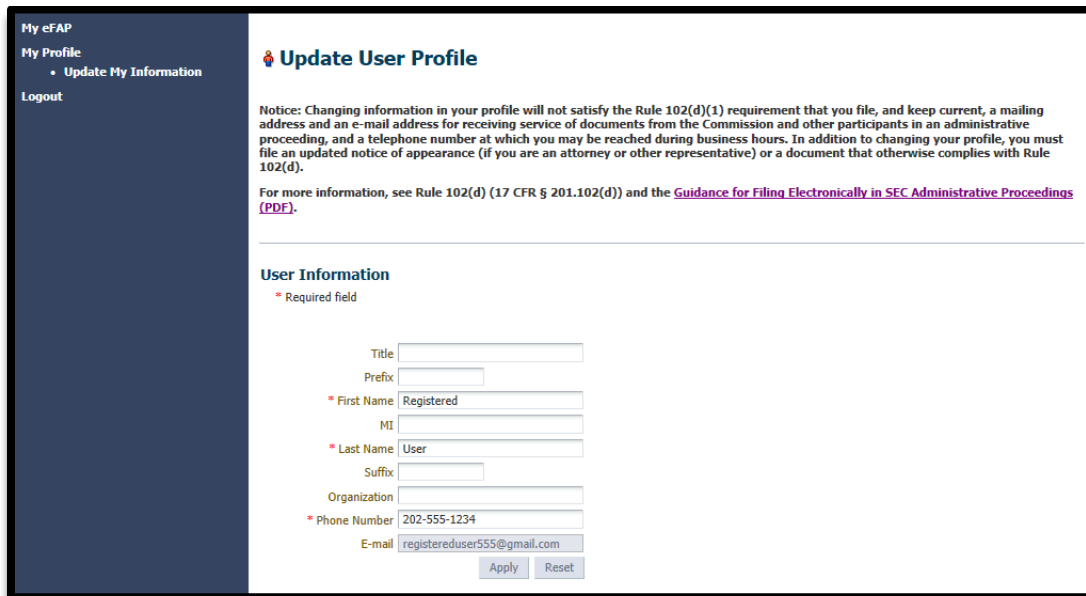 My eFAP
My Profile
• Update My Information
Logout
Update User Profile
Notice: Changing information in your profile will not satisfy the Rule 102(d)(1) requirement that you file, and keep current, a mailing
address and an e-mail address for receiving service of documents from the Commission and other participants in an administrative
proceeding, and a telephone number at which you may be reached during business hours. In addition to changing your profile, you must
file an updated notice of appearance (if you are an attorney or other representative) or a document that otherwise complies with Rule
102(d).
For more information, see Rule 102(d) (17 CFR § 201.102(d)) and the Guidance for Filing Electronically in SEC Administrative Proceedings
(PDF).
User Information
* Required field
Title
Prefix
* First Name Registered
MI
* Last Name User
Suffix
Organization
* Phone Number 202-555-1234
E-mail registereduser555@gmail.com
Apply Reset